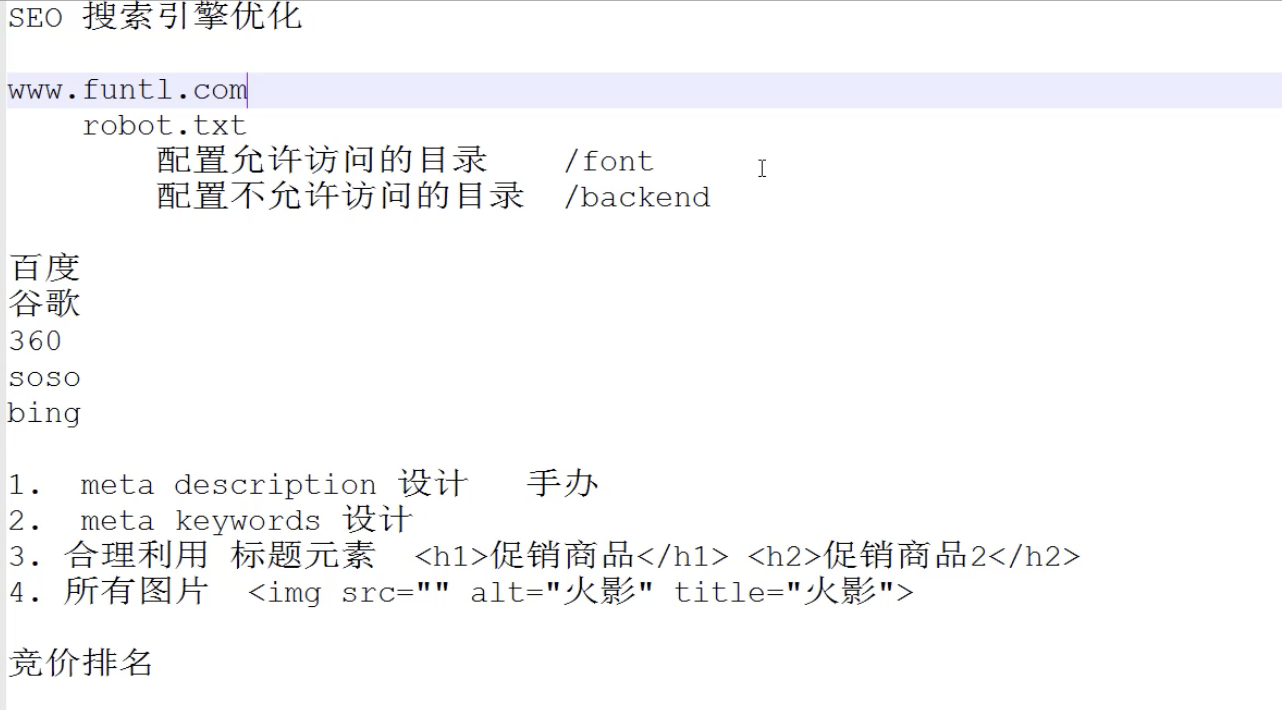 SEO 搜索引擎优化
www.funtl.com
robot.txt
配置允许访问的目录 /font
配置不允许访问的目录 /backend
百度
谷歌
360
soso
bing
1. meta description 设计 手办
2. meta keywords 设计
3. 合理利用 标题元素 <h1>促销商品</h1> <h2>促销商品2</h2>
4. 所有图片 <img src="" alt="火影" title="火影">
竞价排名